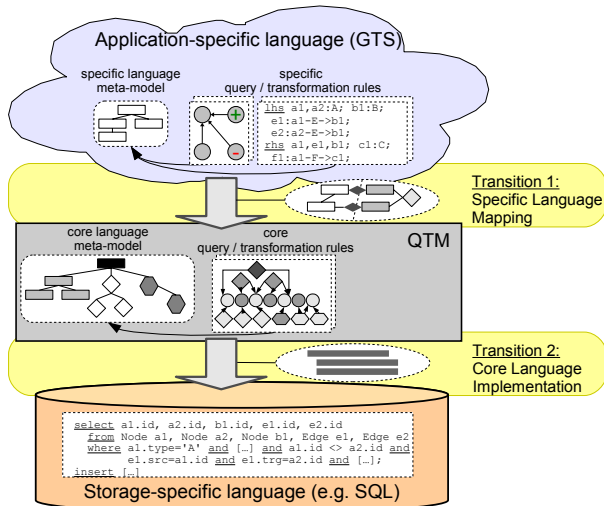 Application-specific language (GTS)
specific language
meta-model
specific
query / transformation rules
+
-
lhs a1,a2:A; b1:B;
e1:a1-E->b1;
e2:a2-E->b1;
rhs a1,e1,b1; c1:C;
f1:a1-F->c1;
Transition 1:
Specific Language
Mapping
core language
meta-model
core
query / transformation rules
QTM
Transition 2:
Core Language
Implementation
select a1.id, a2.id, b1.id, e1.id, e2.id
from Node a1, Node a2, Node b1, Edge e1, Edge e2
where a1.type='A' and […] and a1.id <> a2.id and
e1.src=a1.id and e1.trg=a2.id and […];
insert […]
Storage-specific language (e.g. SQL)